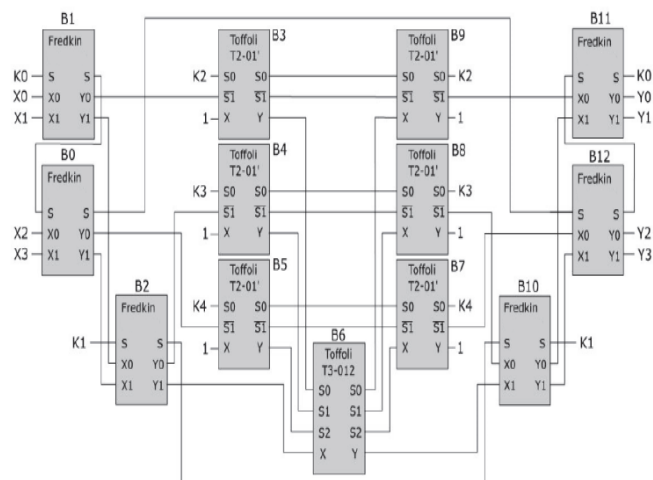 B1
Fredkin
K0 S S
X0 X0 Y0
X1 X1 Y1
B0
Fredkin
S S
X2 X0 Y0
X3 X1 Y1
B2
Fredkin
K1 S S
X0 Y0
X1 Y1
B3
Toffoli
T2-01'
K2 S0 S0
S̅1̅ S̅1̅
1 X Y
B4
Toffoli
T2-01'
K3 S0 S0
S̅1̅ S̅1̅
1 X Y
B5
Toffoli
T2-01'
K4 S0 S0
S̅1̅ S̅1̅
1 X Y
B6
Toffoli
T3-012
S0 S0
S1 S1
S2 S2
X Y
B9
Toffoli
T2-01'
S0 S0 K2
S̅1̅ S̅1̅
X Y 1
B8
Toffoli
T2-01'
S0 S0 K3
S̅1̅ S̅1̅
X Y 1
B7
Toffoli
T2-01'
S0 S0 K4
S̅1̅ S̅1̅
X Y 1
B10
Fredkin
S S K1
X0 Y0
X1 Y1
B11
Fredkin
S S K0
X0 Y0 Y0
X1 Y1 Y1
B12
Fredkin
S S
X0 Y0 Y2
X1 Y1 Y3